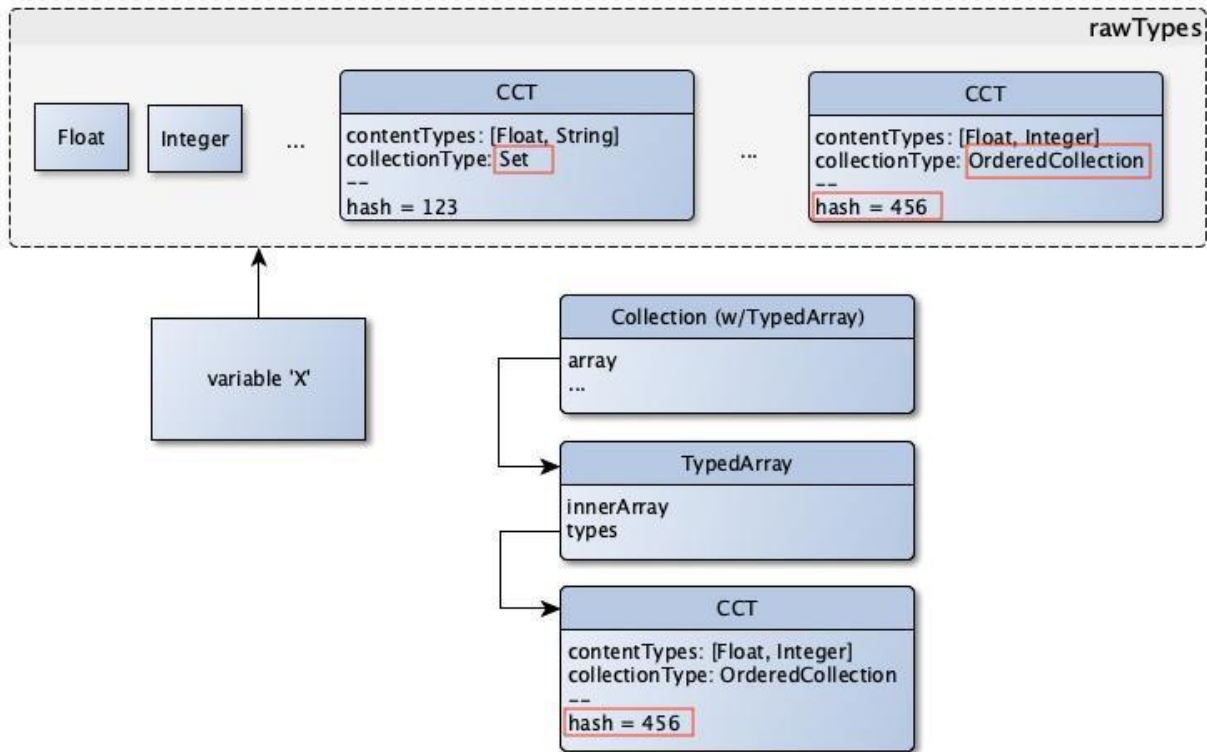 rawTypes
Float
Integer
...
CCT
contentTypes: [Float, String]
collectionType: Set
--
hash = 123
...
CCT
contentTypes: [Float, Integer]
collectionType: OrderedCollection
--
hash = 456
variable 'X'
Collection (w/TypedArray)
array
...
TypedArray
innerArray
types
CCT
contentTypes: [Float, Integer]
collectionType: OrderedCollection
--
hash = 456